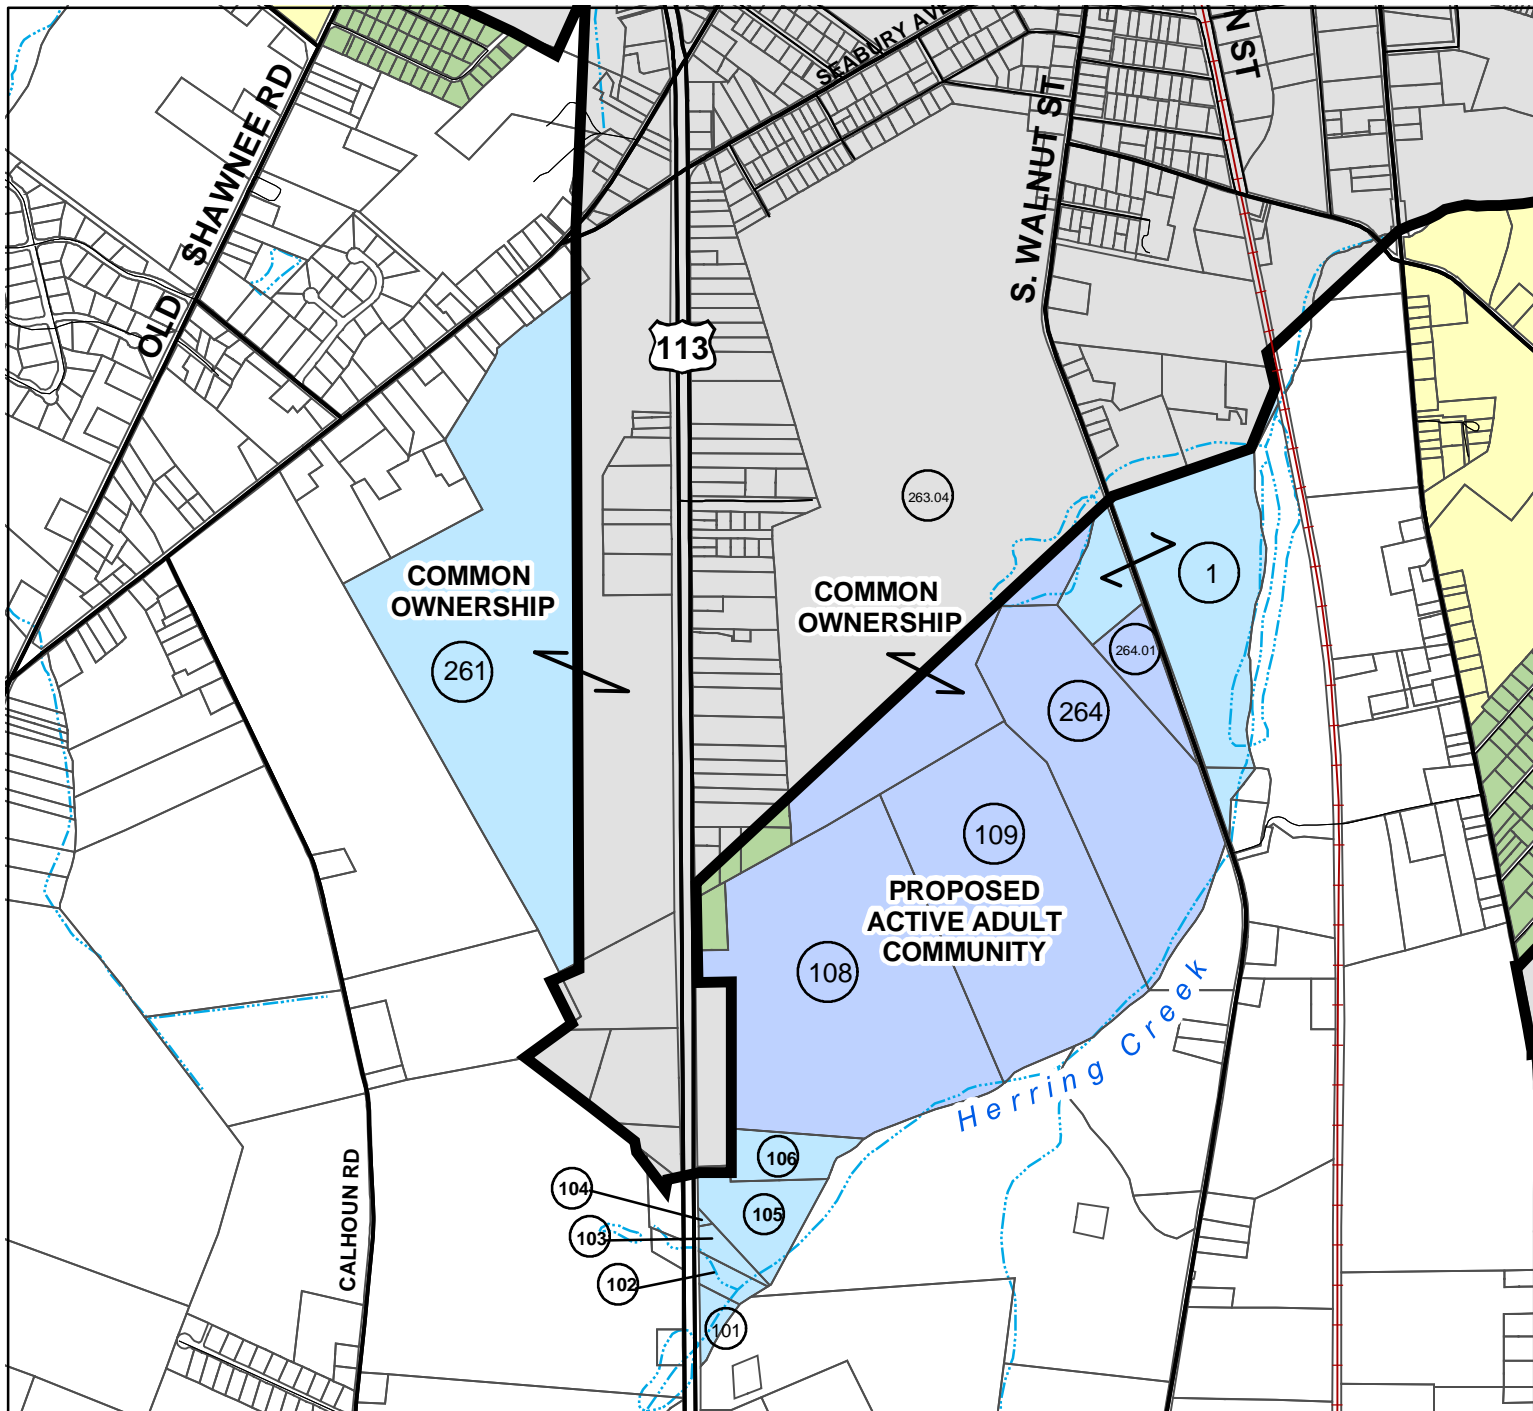 SEABURY AVE
N ST
OLD SHAWNEE RD
S. WALNUT ST
113
263.04
COMMON
OWNERSHIP
COMMON
OWNERSHIP
1
264.01
261
264
109
PROPOSED
ACTIVE ADULT
COMMUNITY
108
Herring Creek
106
104
105
103
102
101
CALHOUN RD